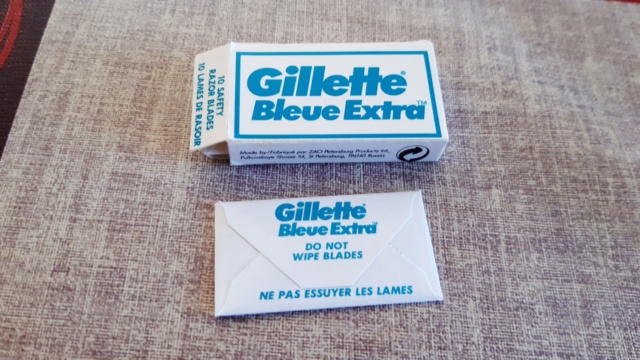 Gillette®
Bleue Extra™
10 SAFETY
RAZOR BLADES
10 LAMES DE RASOIR
Made by/Fabriqué par ZAO Petersburg Products Int.,
Pulkovskoye Shosse 54, St Petersburg, 196140 Russia
Gillette®
Bleue Extra™
DO NOT
WIPE BLADES
NE PAS ESSUYER LES LAMES